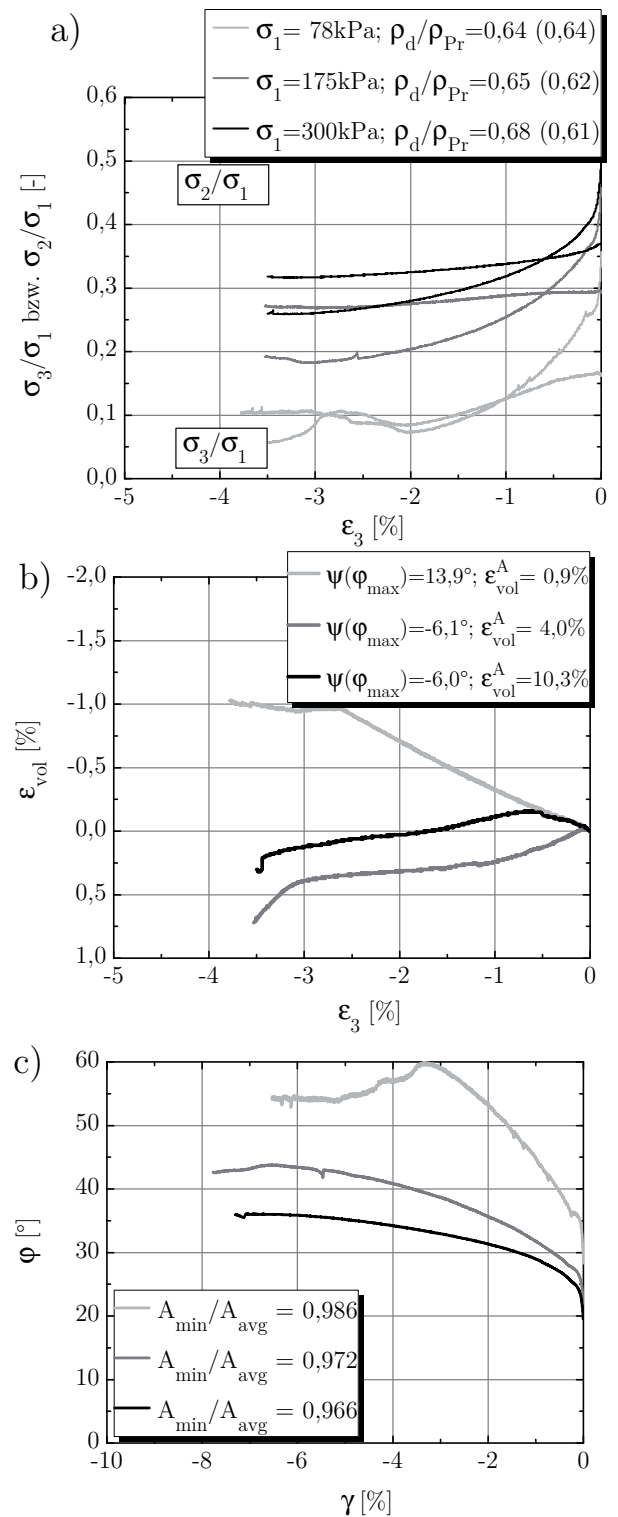 a)
σ1= 78kPa; ρd/ρPr=0,64 (0,64)
σ1=175kPa; ρd/ρPr=0,65 (0,62)
σ1=300kPa; ρd/ρPr=0,68 (0,61)
σ3/σ1 bzw. σ2/σ1 [-]
0,6
0,5
0,4
0,3
0,2
0,1
0,0
σ2/σ1
σ3/σ1
-5 -4 -3 -2 -1 0
ε3 [%]
b)
ψ(φmax)=13,9°; εAvol= 0,9%
ψ(φmax)=-6,1°; εAvol= 4,0%
ψ(φmax)=-6,0°; εAvol=10,3%
εvol [%]
-2,0
-1,5
-1,0
-0,5
0,0
0,5
1,0
-5 -4 -3 -2 -1 0
ε3 [%]
c)
φ [°]
60
50
40
30
20
10
0
Amin/Aavg = 0,986
Amin/Aavg = 0,972
Amin/Aavg = 0,966
-10 -8 -6 -4 -2 0
γ [%]